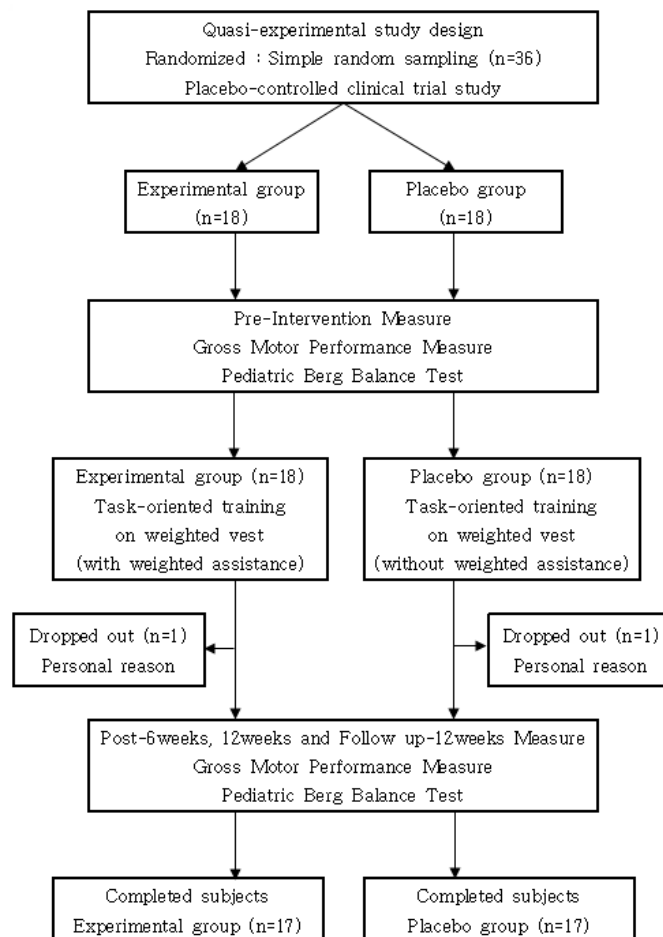 Quasi-experimental study design
Randomized : Simple random sampling (n=36)
Placebo-controlled clinical trial study
Experimental group
(n=18)
Placebo group
(n=18)
Pre-Intervention Measure
Gross Motor Performance Measure
Pediatric Berg Balance Test
Experimental group (n=18)
Task-oriented training
on weighted vest
(with weighted assistance)
Placebo group (n=18)
Task-oriented training
on weighted vest
(without weighted assistance)
Dropped out (n=1)
Personal reason
Dropped out (n=1)
Personal reason
Post-6weeks, 12weeks and Follow up-12weeks Measure
Gross Motor Performance Measure
Pediatric Berg Balance Test
Completed subjects
Experimental group (n=17)
Completed subjects
Placebo group (n=17)